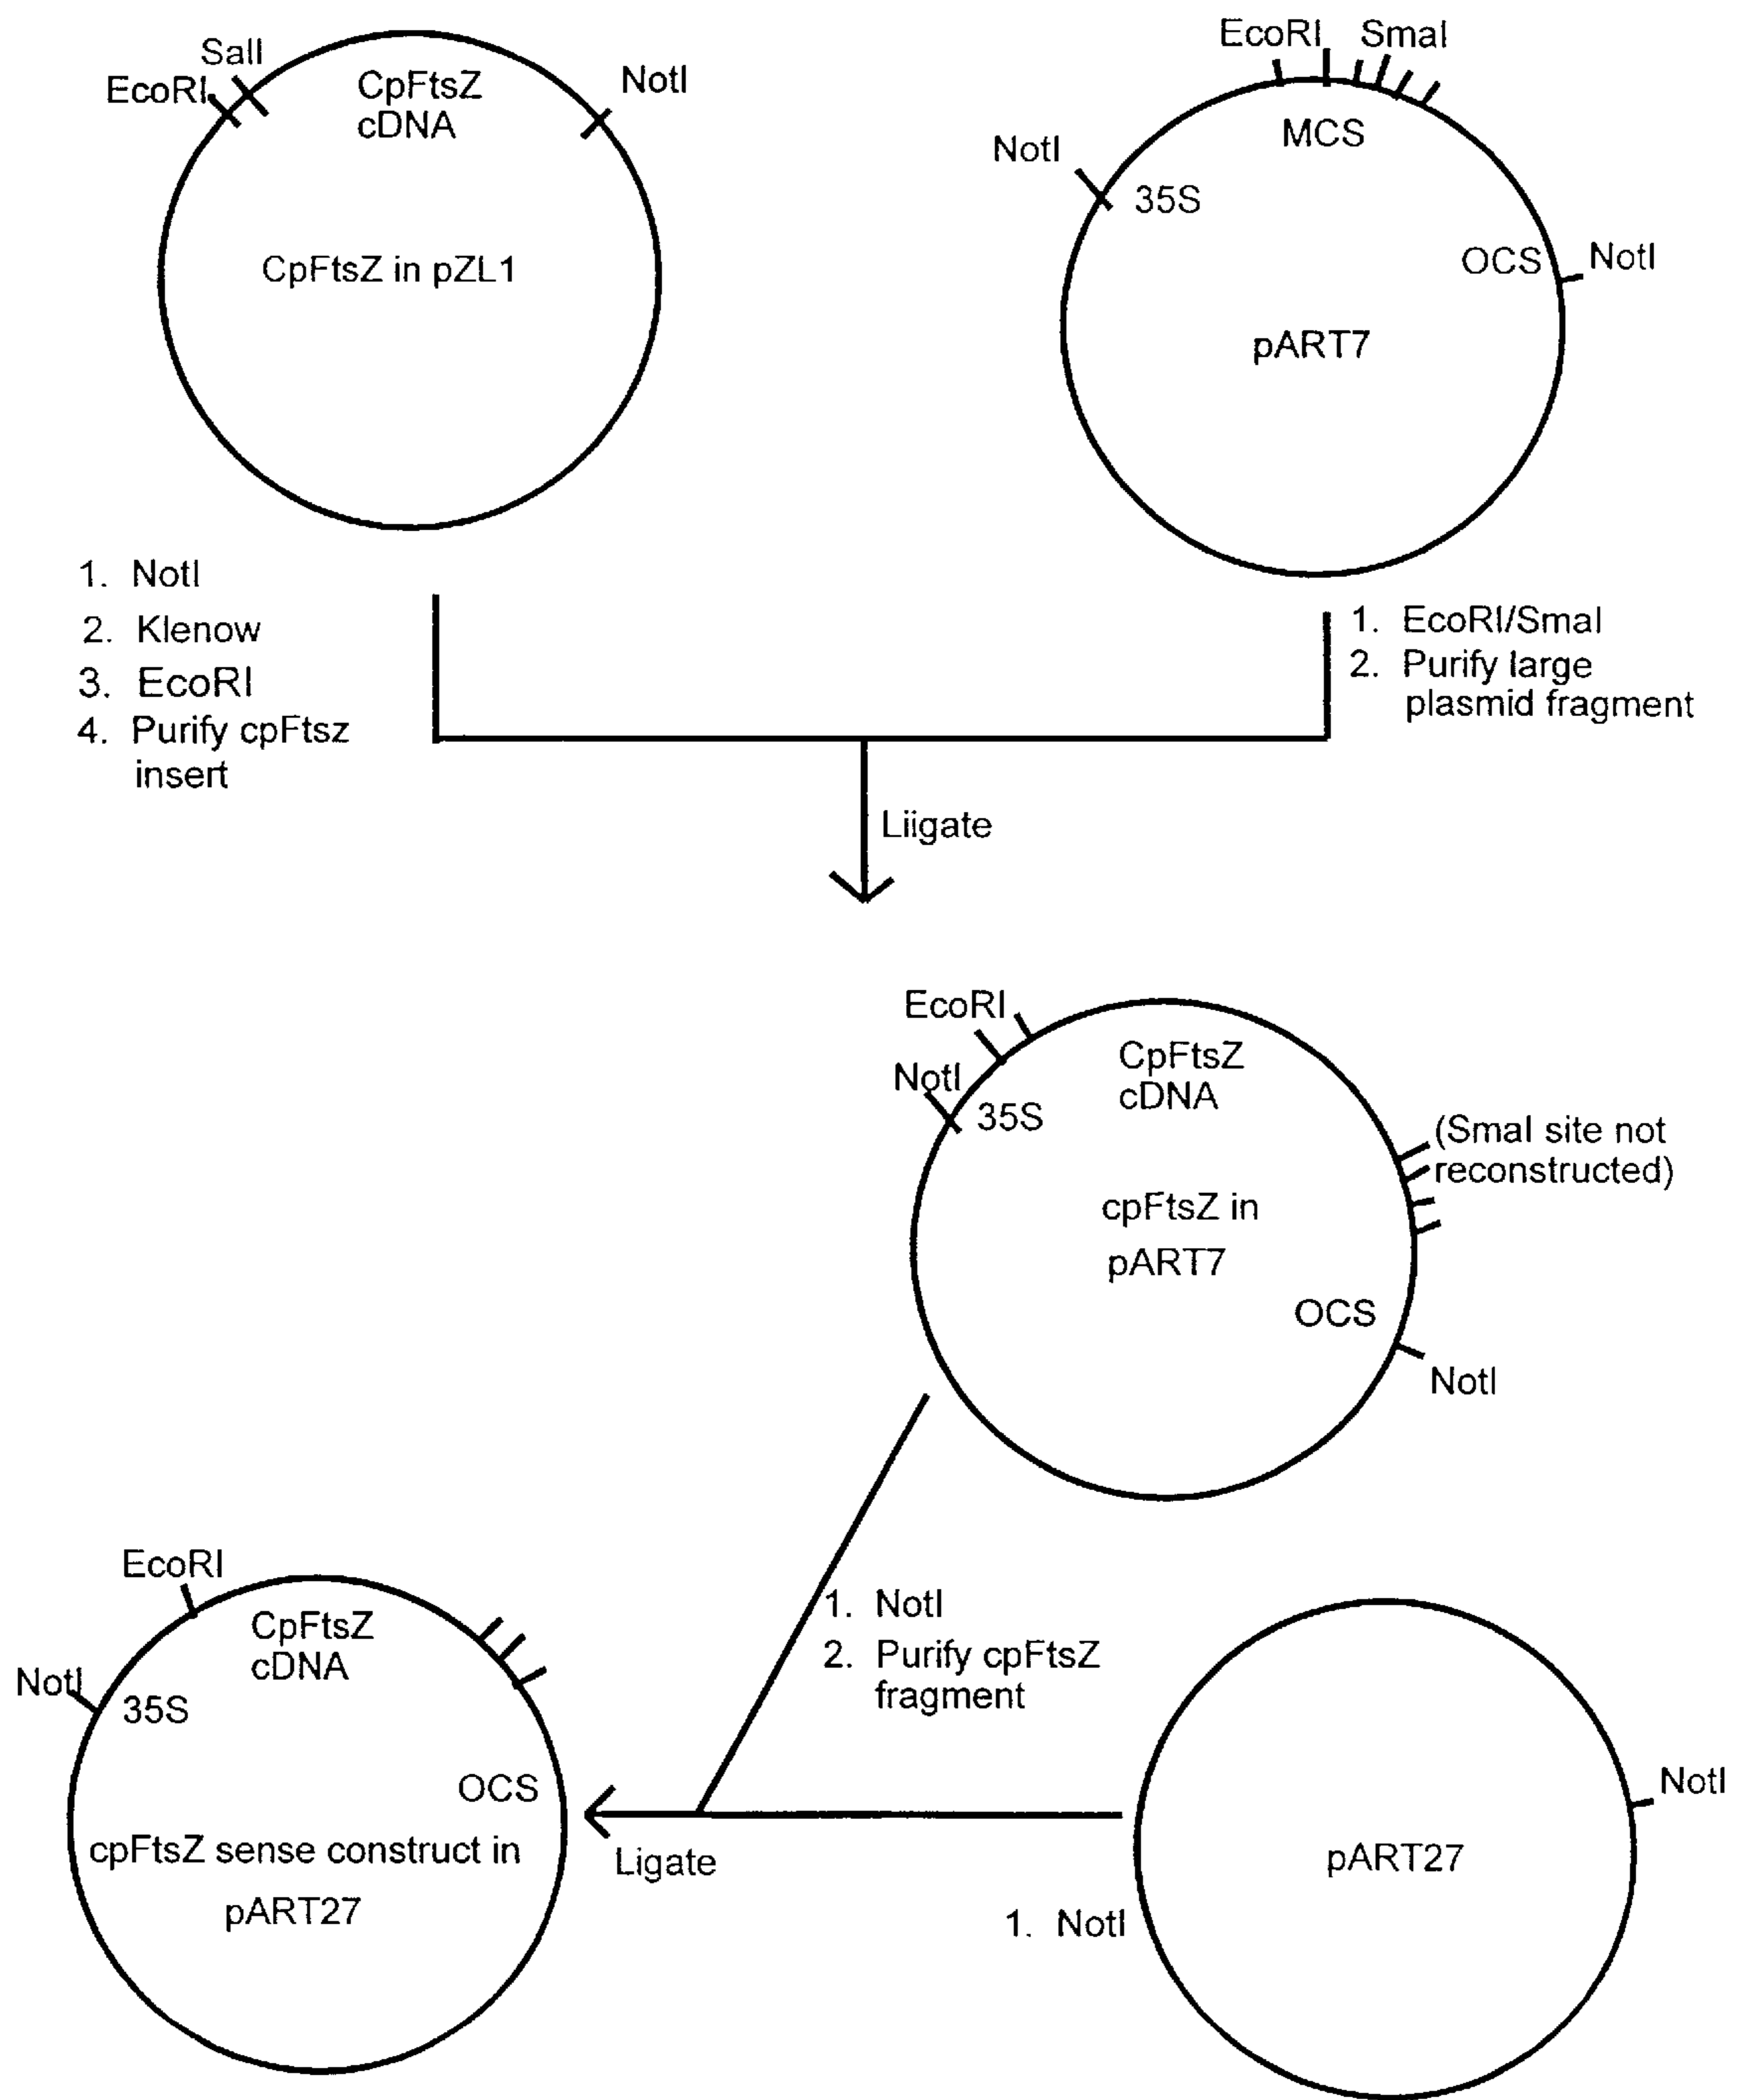 SalI
EcoRI
CpFtsZ
cDNA
NotI
CpFtsZ in pZL1
EcoRI
SmaI
MCS
NotI
35S
OCS
NotI
pART7
1. NotI
2. Klenow
3. EcoRI
4. Purify cpFtsz
insert
1. EcoRI/SmaI
2. Purify large
plasmid fragment
Liigate
EcoRI
NotI
35S
CpFtsZ
cDNA
(SmaI site not
reconstructed)
cpFtsZ in
pART7
OCS
NotI
1. NotI
2. Purify cpFtsZ
fragment
EcoRI
CpFtsZ
cDNA
NotI
35S
OCS
cpFtsZ sense construct in
pART27
Ligate
NotI
pART27
1. NotI